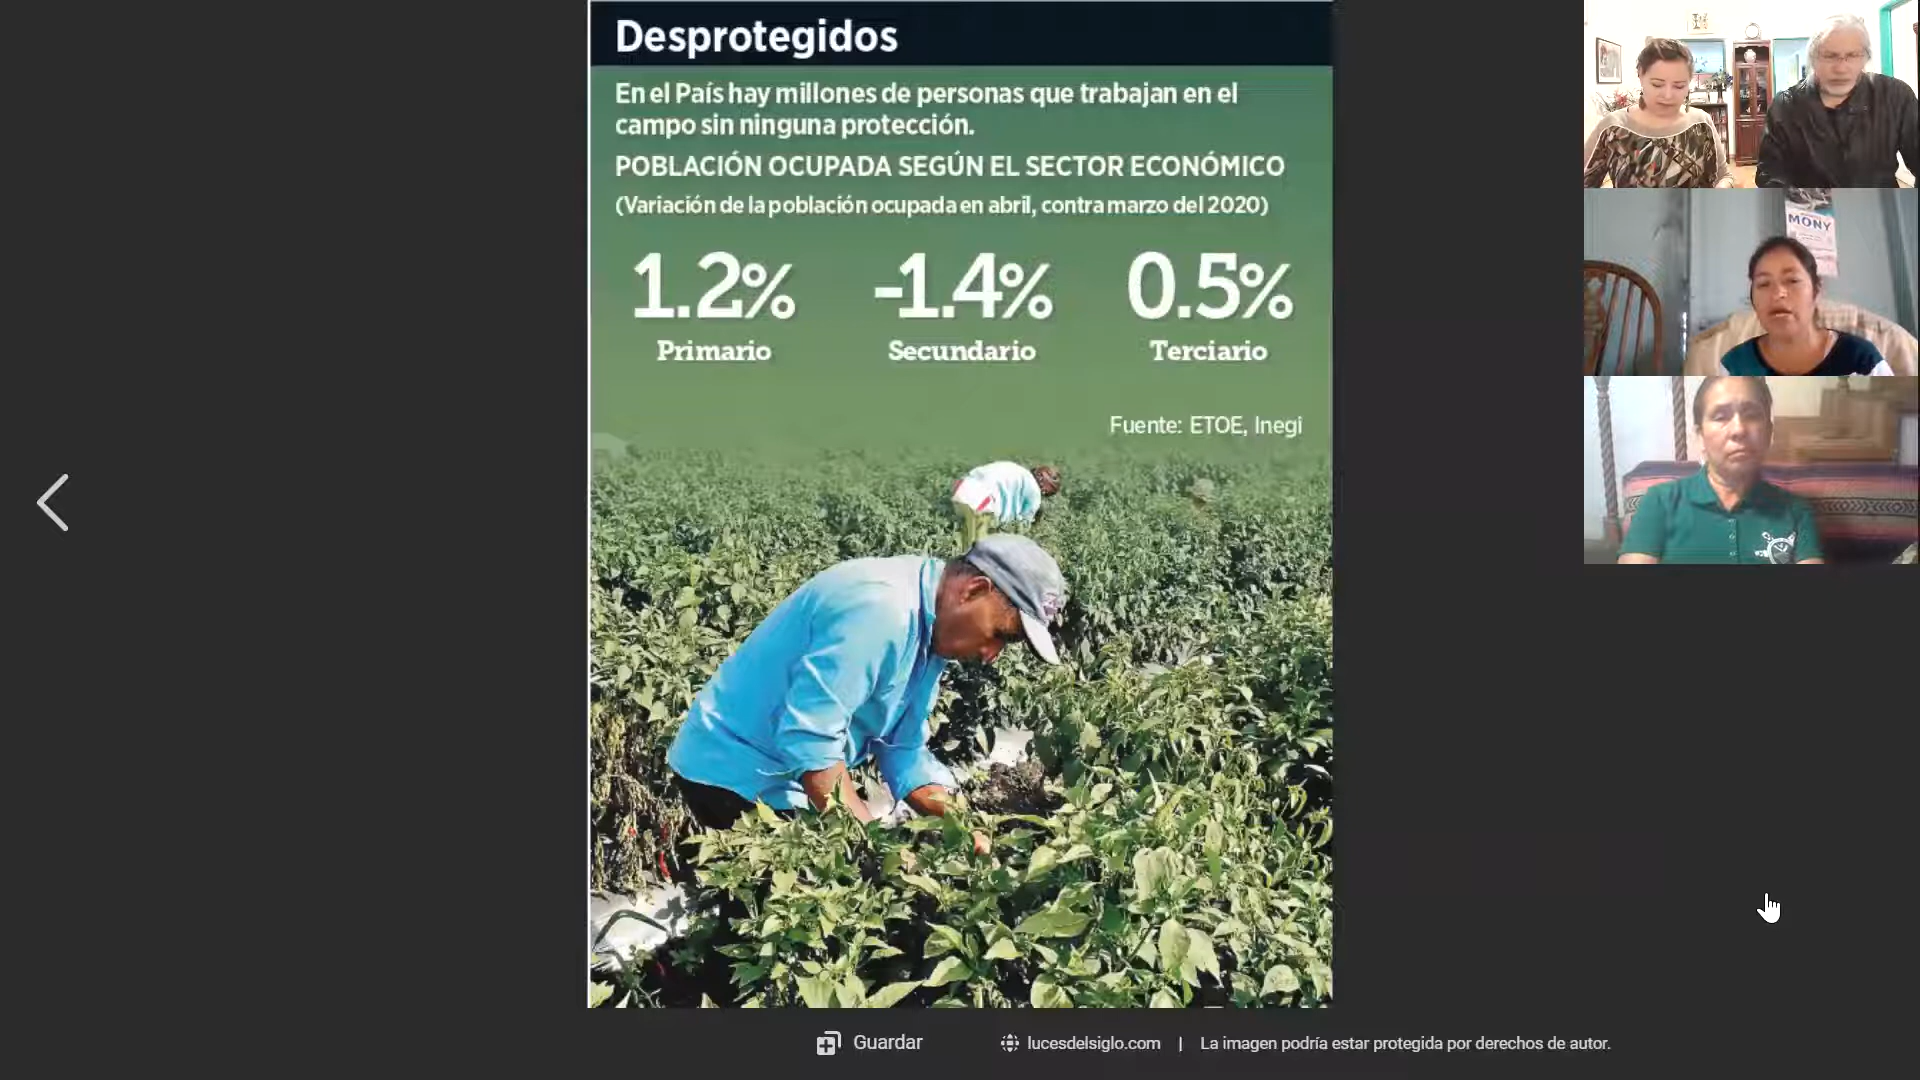 Desprotegidos
En el País hay millones de personas que trabajan en el
campo sin ninguna protección.
POBLACIÓN OCUPADA SEGÚN EL SECTOR ECONÓMICO
(Variación de la población ocupada en abril, contra marzo del 2020)
1.2% -1.4% 0.5%
Primario Secundario Terciario
Fuente: ETOE, Inegi
MONY
Guardar lucesdelsiglo.com | La imagen podría estar protegida por derechos de autor.